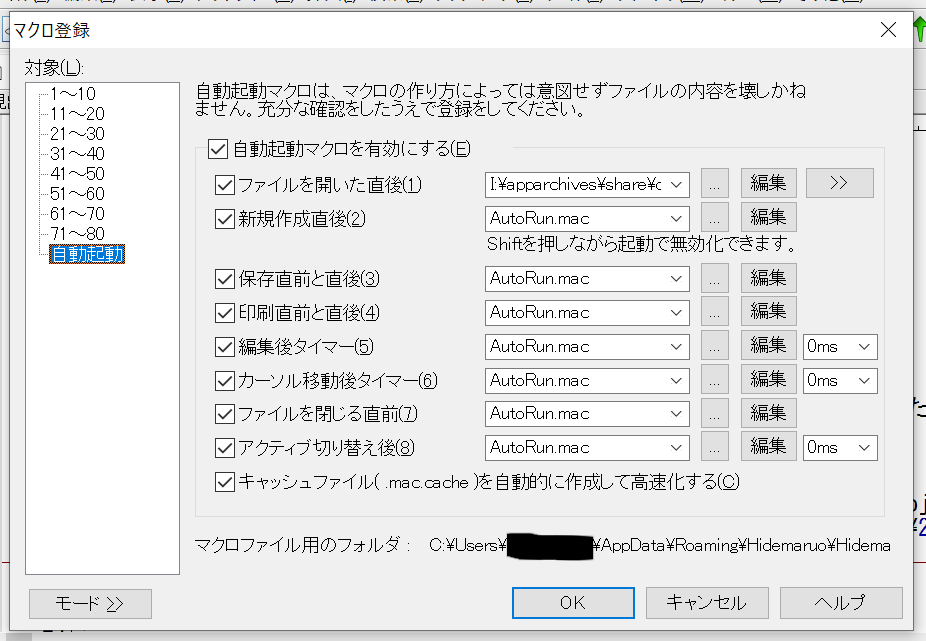 マクロ登録
対象(L):
1～10
11～20
21～30
31～40
41～50
51～60
61～70
71～80
自動起動
自動起動マクロは、マクロの作り方によっては意図せずファイルの内容を壊しかね
ません。充分な確認をしたうえで登録をしてください。
自動起動マクロを有効にする(E)
ファイルを開いた直後(1) I:¥apparchives¥share¥c ... 編集 >>
新規作成直後(2) AutoRun.mac ... 編集
Shiftを押しながら起動で無効化できます。
保存直前と直後(3) AutoRun.mac ... 編集
印刷直前と直後(4) AutoRun.mac ... 編集
編集後タイマー(5) AutoRun.mac ... 編集 0ms
カーソル移動後タイマー(6) AutoRun.mac ... 編集 0ms
ファイルを閉じる直前(7) AutoRun.mac ... 編集
アクティブ切り替え後(8) AutoRun.mac ... 編集 0ms
キャッシュファイル( .mac.cache )を自動的に作成して高速化する(C)
マクロファイル用のフォルダ : C:¥Users¥ ¥AppData¥Roaming¥Hidemaruo¥Hidema
モード >> OK キャンセル ヘルプ